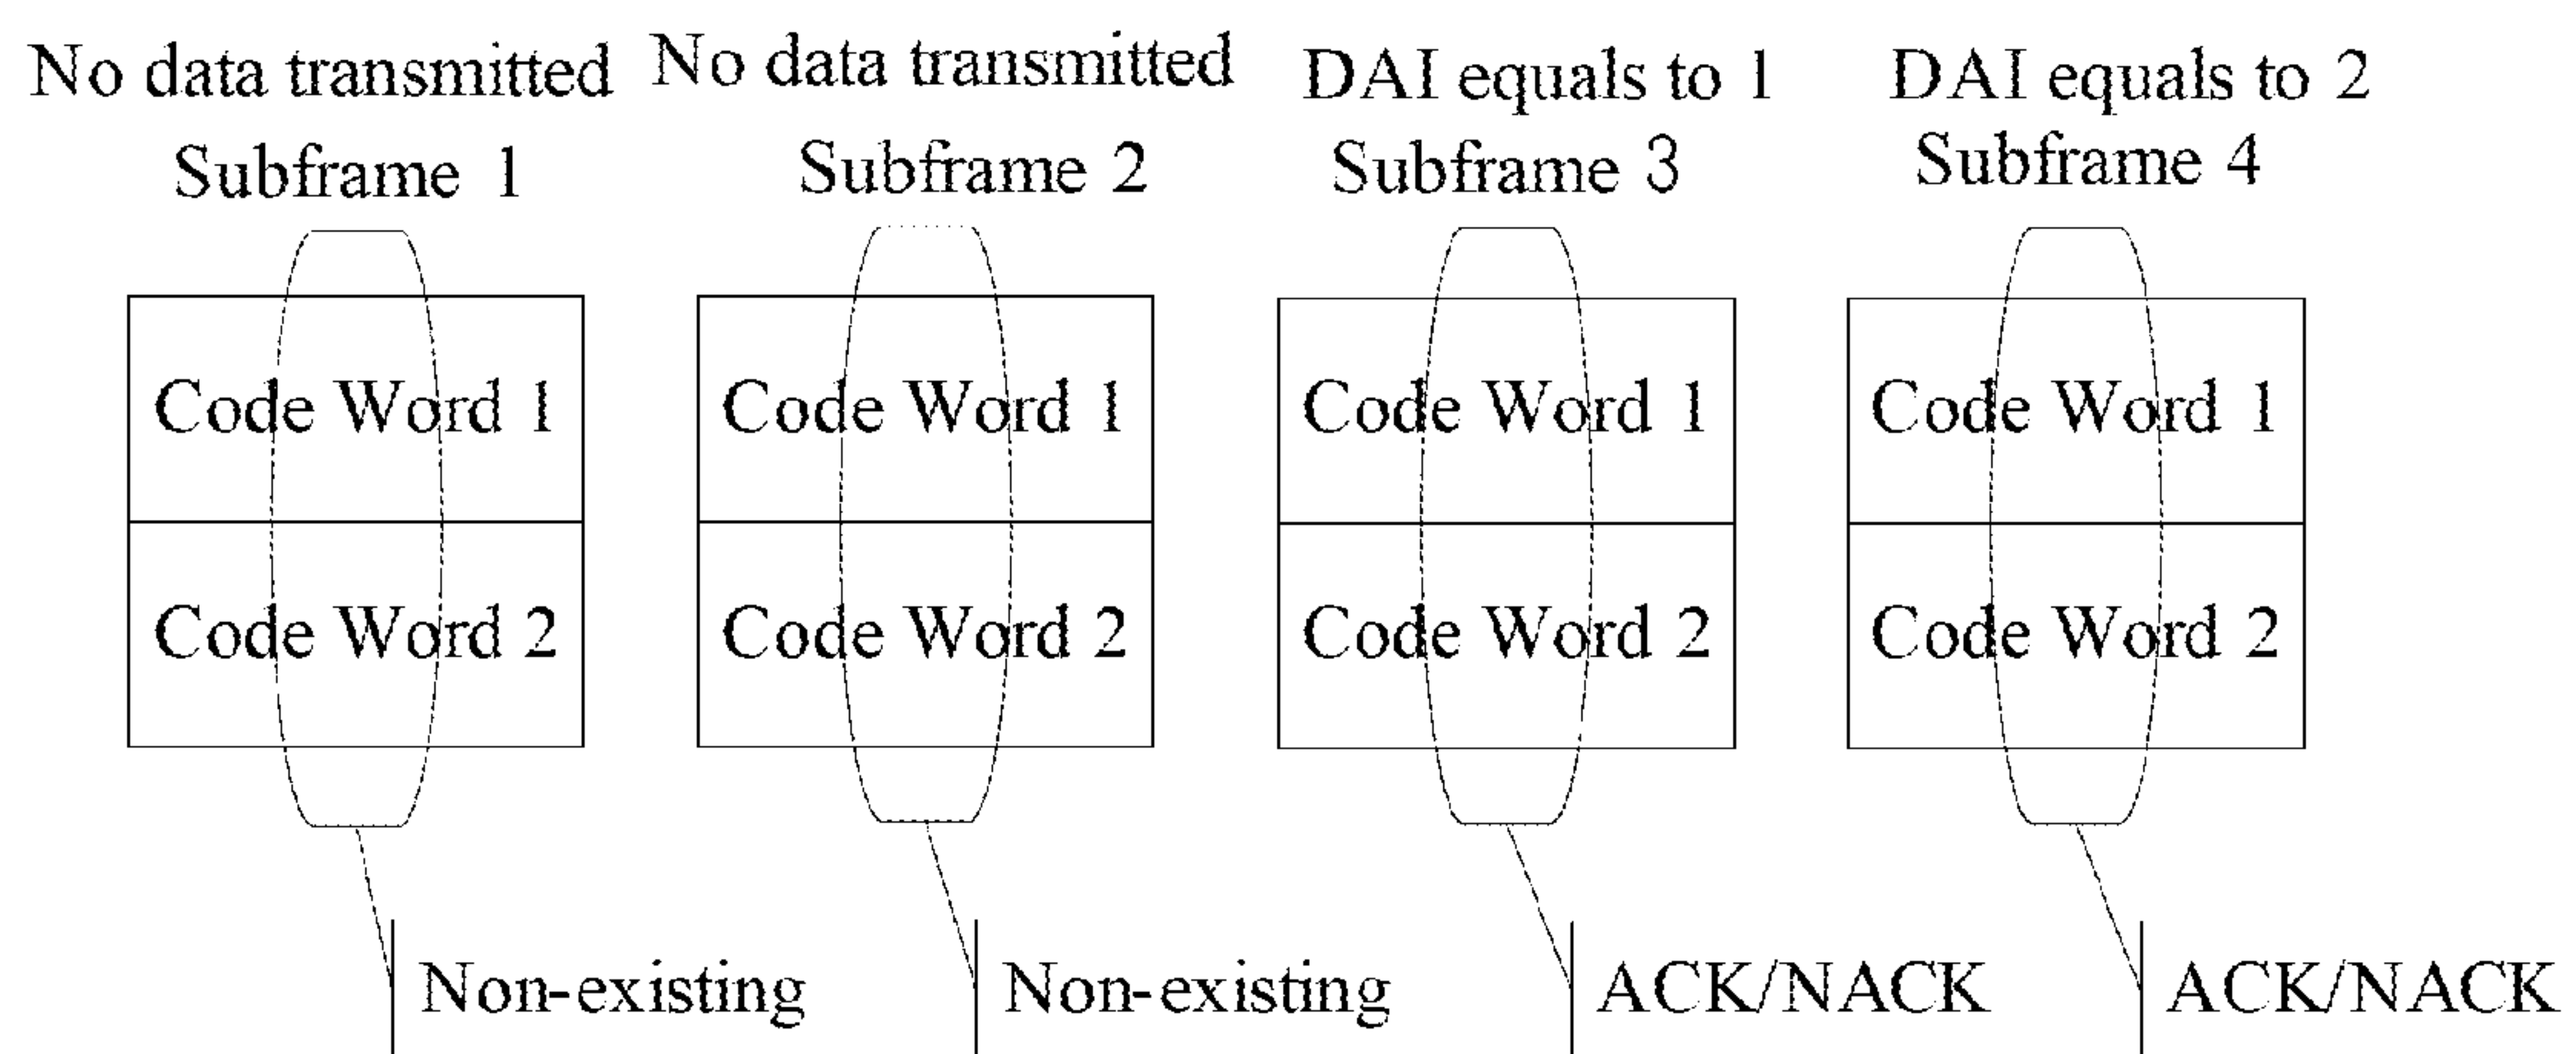 No data transmitted
Subframe 1
No data transmitted
Subframe 2
DAI equals to 1
Subframe 3
DAI equals to 2
Subframe 4
Code Word 1
Code Word 1
Code Word 1
Code Word 1
Code Word 2
Code Word 2
Code Word 2
Code Word 2
Non-existing
Non-existing
ACK/NACK
ACK/NACK